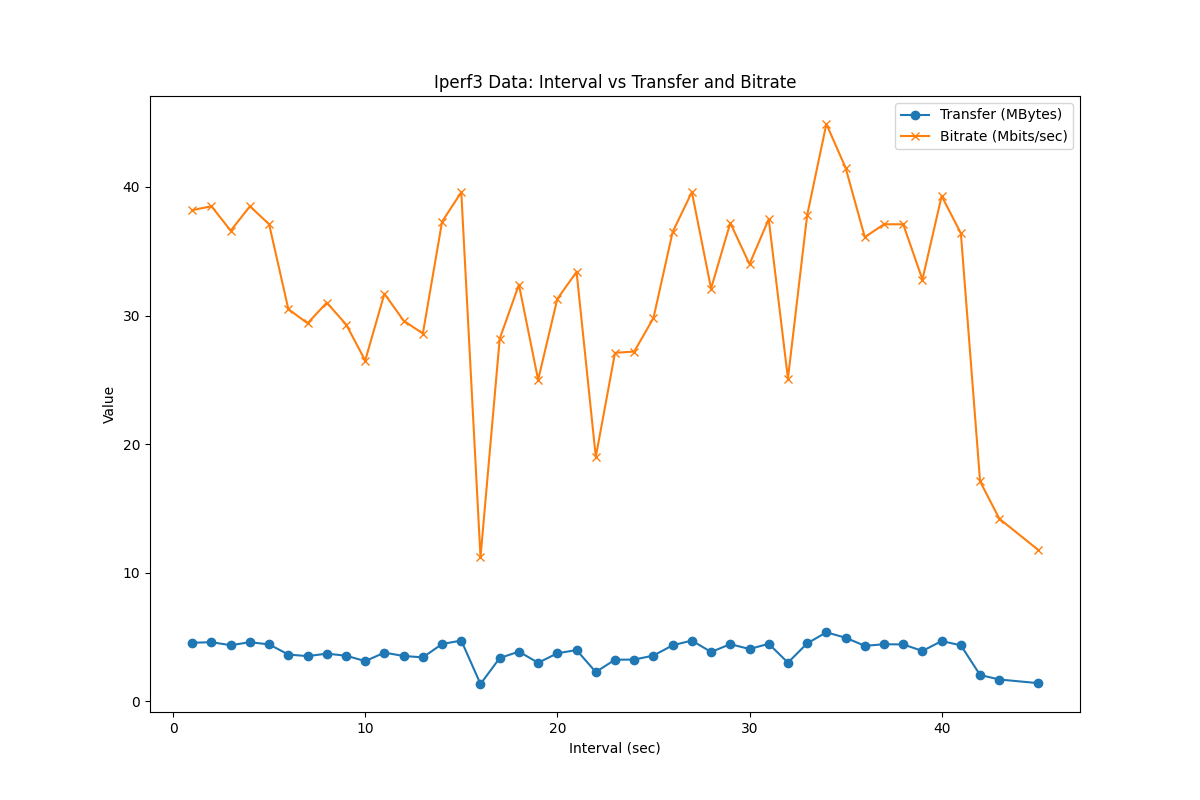 Iperf3 Data: Interval vs Transfer and Bitrate
Transfer (MBytes)
Bitrate (Mbits/sec)
40
30
20
10
0
Value
0 10 20 30 40
Interval (sec)